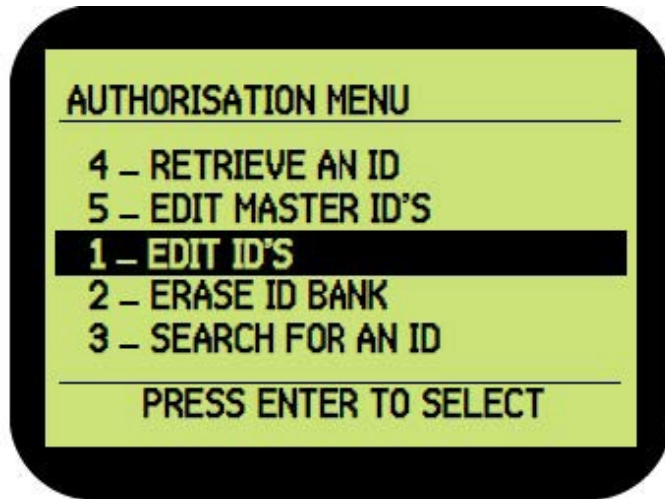 AUTHORISATION MENU
4 – RETRIEVE AN ID
5 – EDIT MASTER ID'S
1 – EDIT ID'S
2 – ERASE ID BANK
3 – SEARCH FOR AN ID
PRESS ENTER TO SELECT